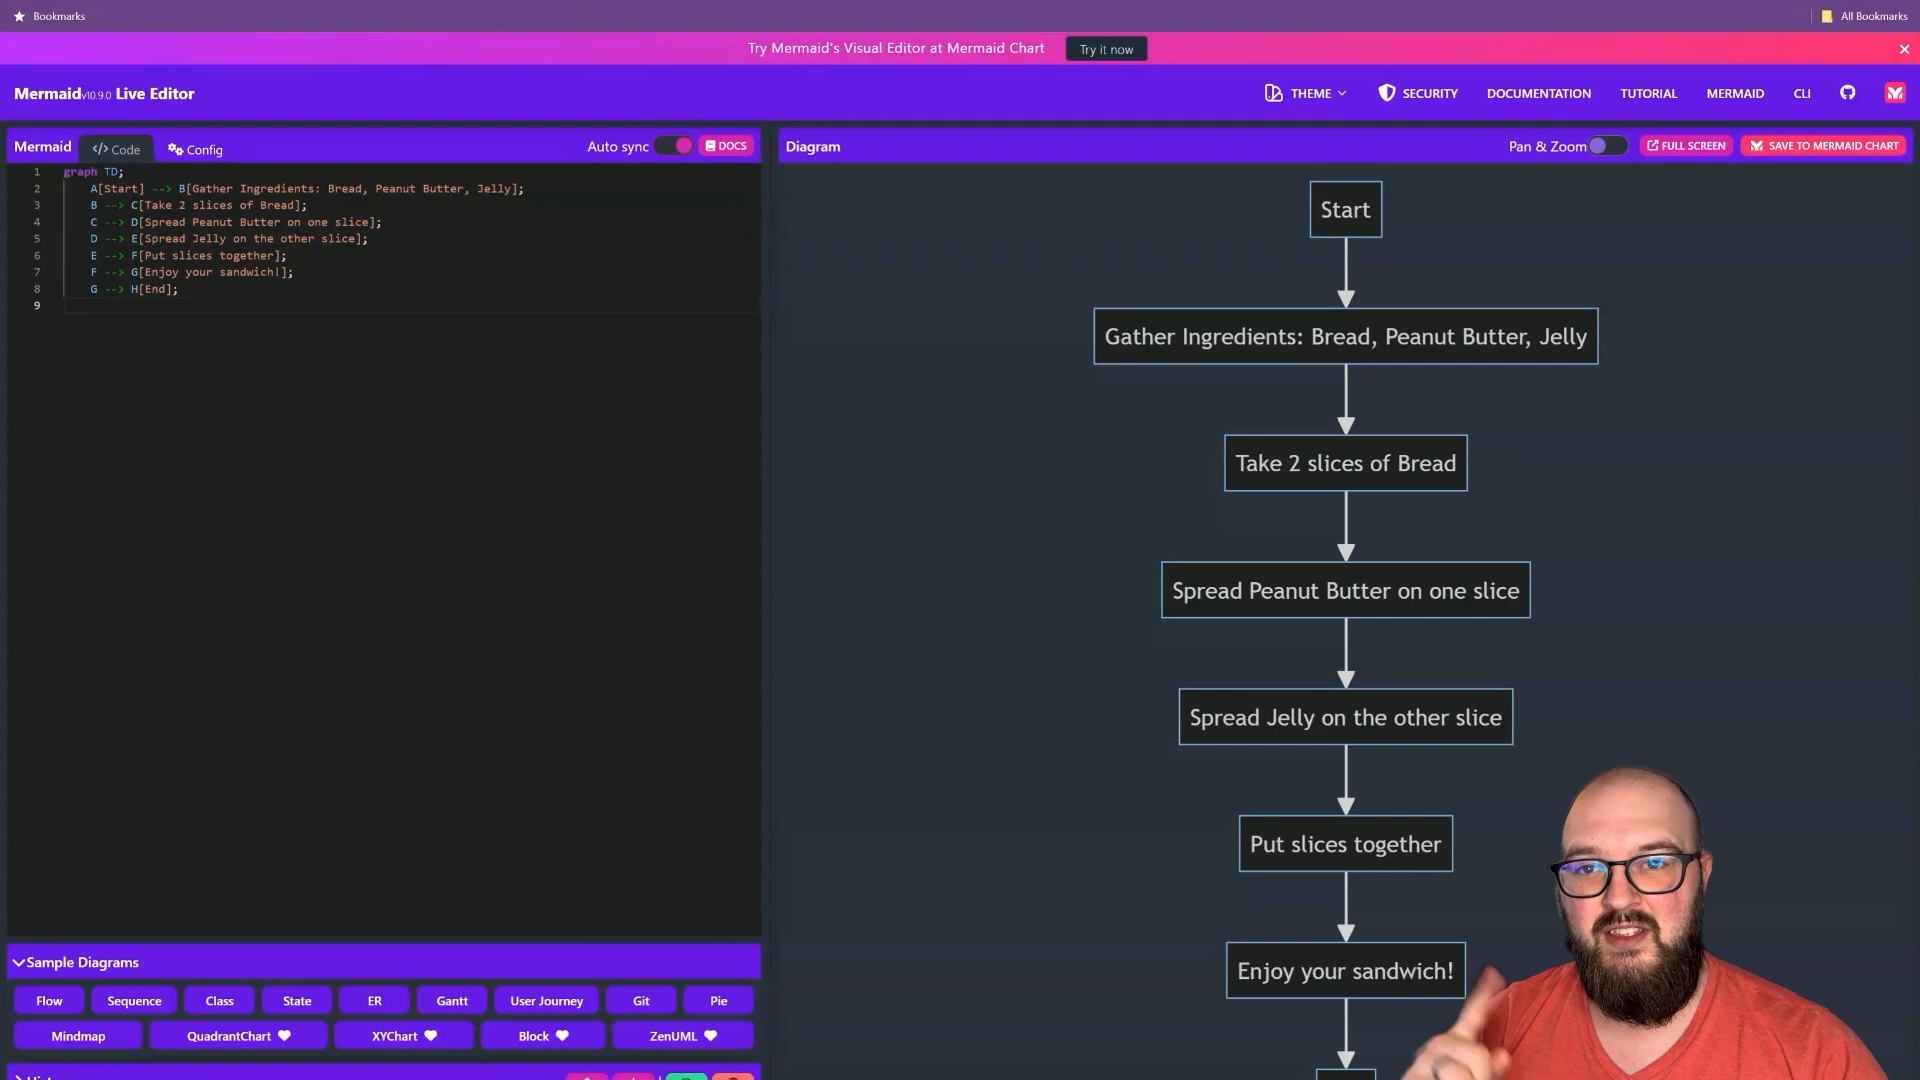 Bookmarks
All Bookmarks
Try Mermaid's Visual Editor at Mermaid Chart
Try it now
Mermaid v10.9.0 Live Editor
THEME
SECURITY
DOCUMENTATION
TUTORIAL
MERMAID
CLI
Mermaid
</> Code
Config
Auto sync
DOCS
1 graph TD;
2 A[Start] --> B[Gather Ingredients: Bread, Peanut Butter, Jelly];
3 B --> C[Take 2 slices of Bread];
4 C --> D[Spread Peanut Butter on one slice];
5 D --> E[Spread Jelly on the other slice];
6 E --> F[Put slices together];
7 F --> G[Enjoy your sandwich!];
8 G --> H[End];
9
Sample Diagrams
Flow
Sequence
Class
State
ER
Gantt
User Journey
Git
Pie
Mindmap
QuadrantChart
XYChart
Block
ZenUML
Diagram
Pan & Zoom
FULL SCREEN
SAVE TO MERMAID CHART
Start
Gather Ingredients: Bread, Peanut Butter, Jelly
Take 2 slices of Bread
Spread Peanut Butter on one slice
Spread Jelly on the other slice
Put slices together
Enjoy your sandwich!